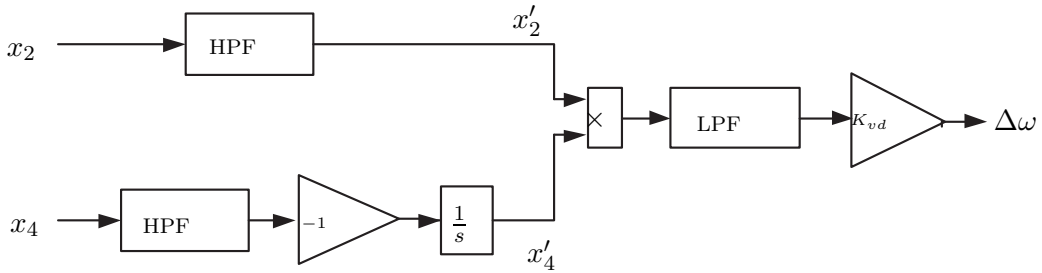 x₂
HPF
x′₂
×
LPF
Kᵥd
Δω
x₄
HPF
−1
1/s
x′₄